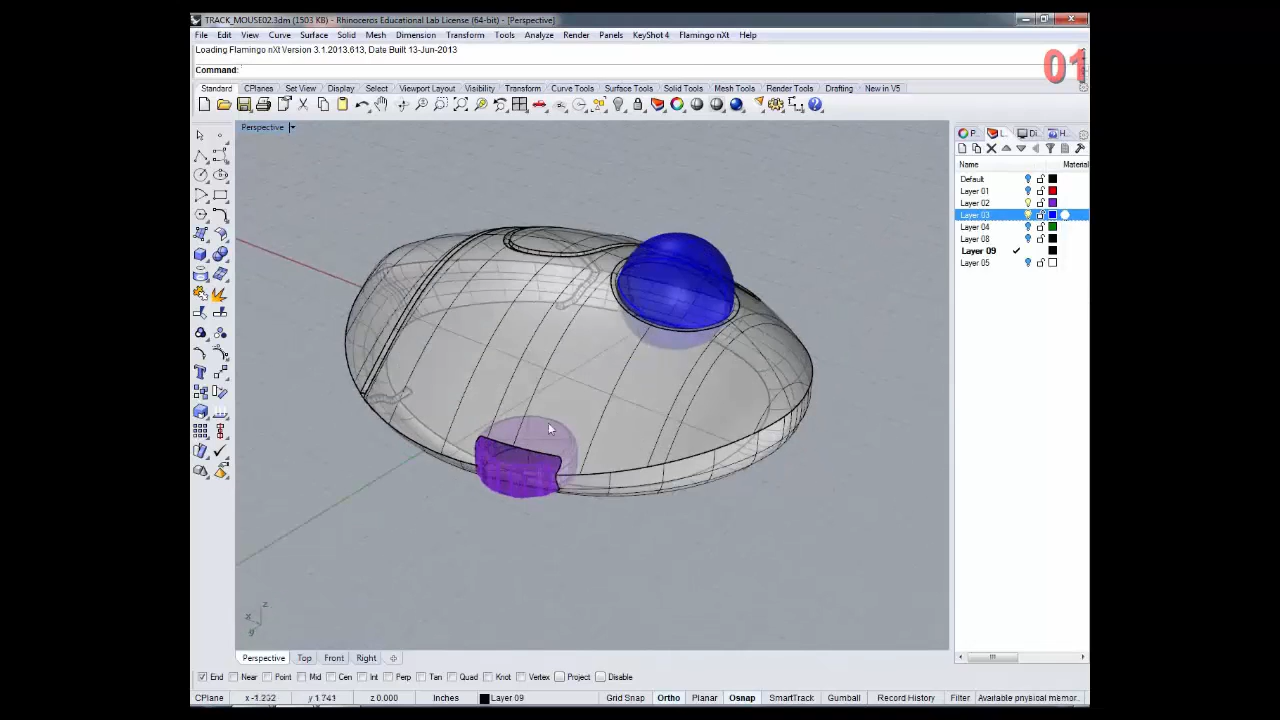 TRACK_MOUSE02.3dm (1503 KB) - Rhinoceros Educational Lab License (64-bit) - [Perspective]
File Edit View Curve Surface Solid Mesh Dimension Transform Tools Analyze Render Panels KeyShot 4 Flamingo nXt Help
Loading Flamingo nXt Version 3.1.2013.613, Date Built 13-Jun-2013
01
Command:
Standard CPlanes Set View Display Select Viewport Layout Visibility Transform Curve Tools Surface Tools Solid Tools Mesh Tools Render Tools Drafting New in V5
Perspective
P... L... Di H...
Name Material
Default
Layer 01
Layer 02
Layer 03
Layer 04
Layer 08
Layer 09
Layer 05
z
x
y
Perspective Top Front Right
End Near Point Mid Cen Int Perp Tan Quad Knot Vertex Project Disable
CPlane x -1.232 y 1.741 z 0.000 Inches Layer 09 Grid Snap Ortho Planar Osnap SmartTrack Gumball Record History Filter Available physical memor...